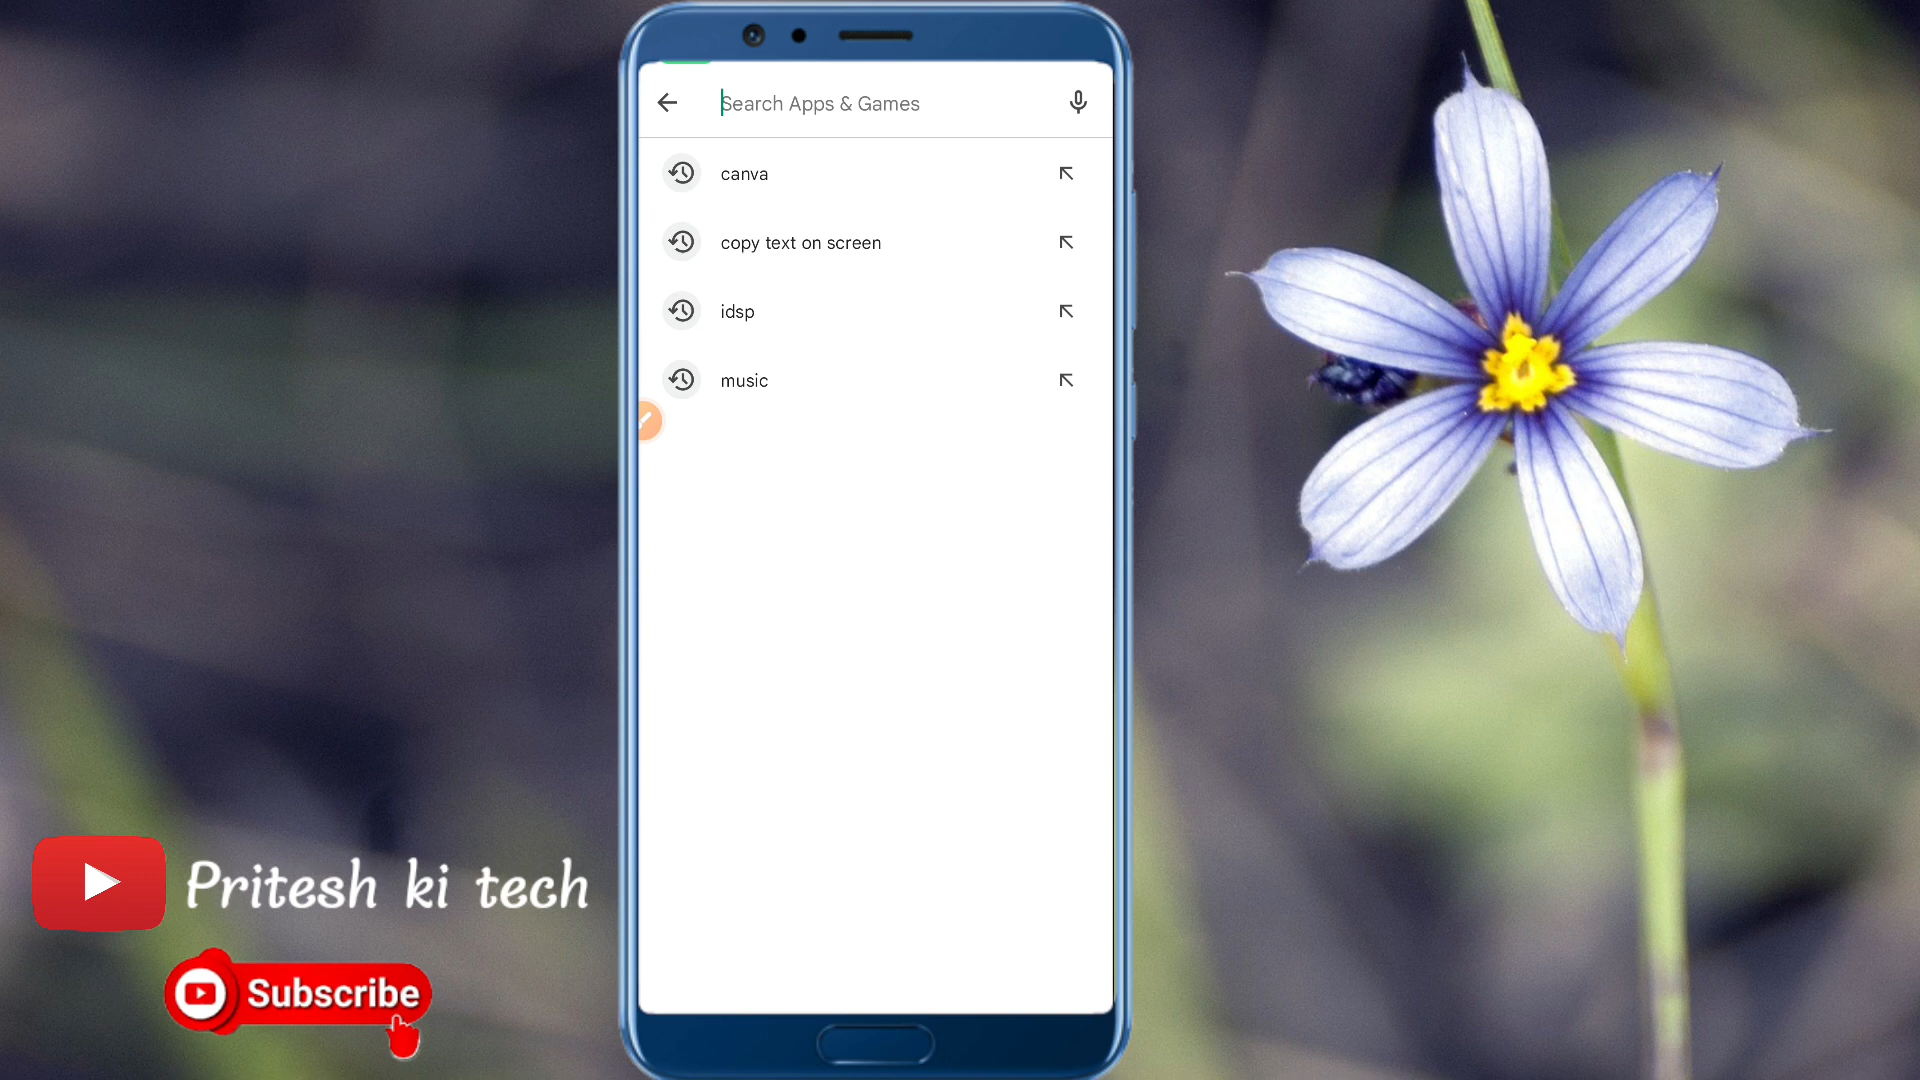 Search Apps & Games
canva
copy text on screen
idsp
music
Pritesh ki tech
Subscribe